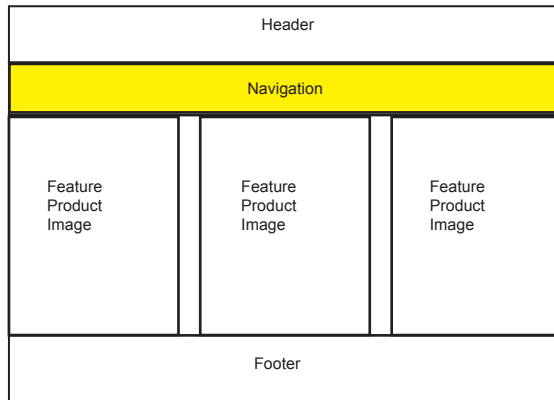 Header
Navigation
Feature
Product
Image
Feature
Product
Image
Feature
Product
Image
Footer